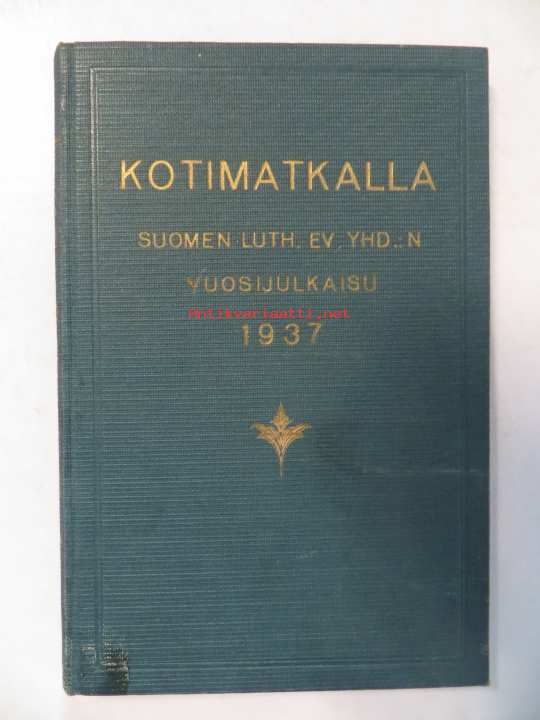 KOTIMATKALLA
SUOMEN LUTH. EV. YHD.:N
VUOSIJULKAISU
Antikvariaatti.net
1937